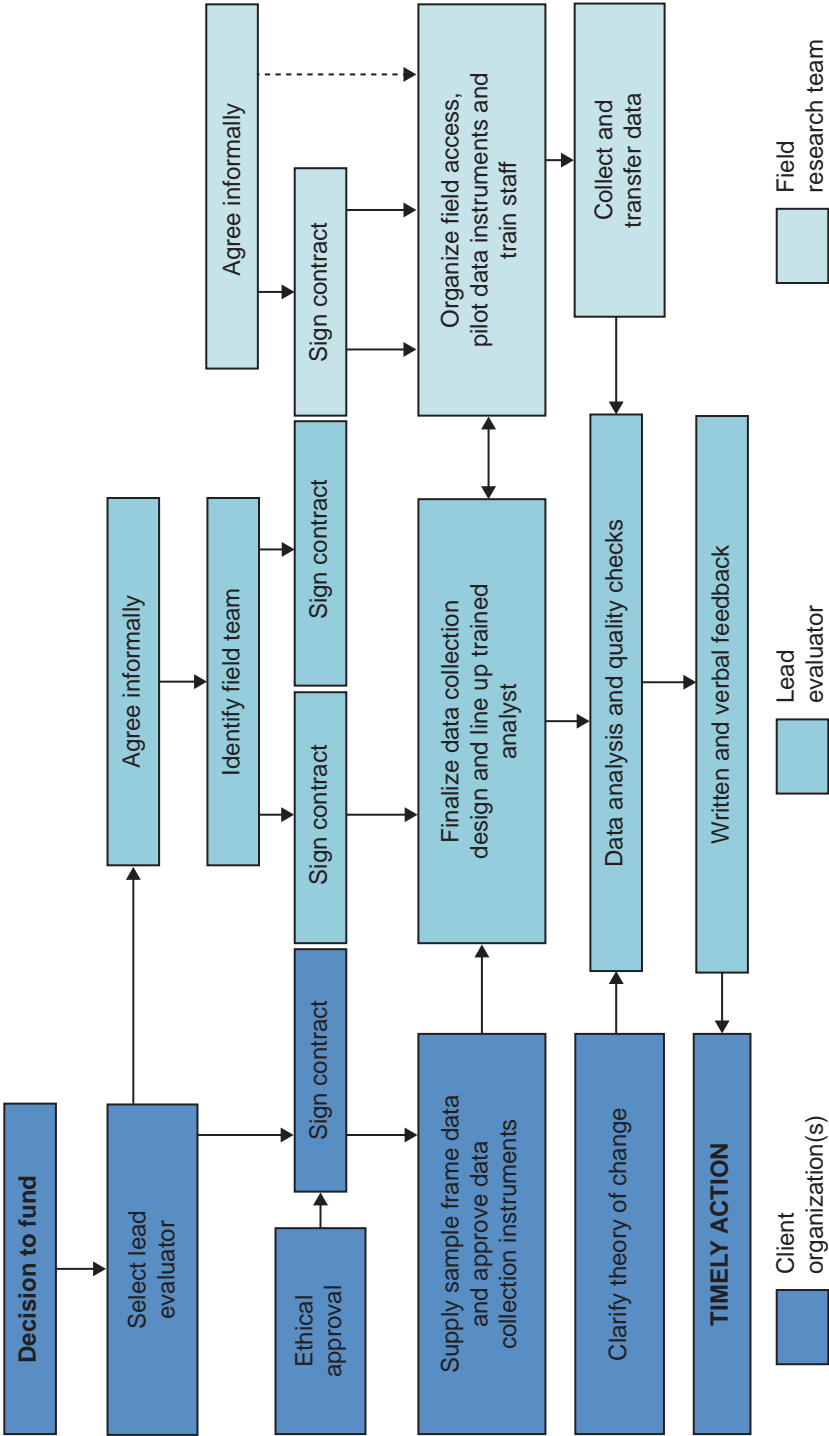 Decision to fund
Select lead
evaluator
Agree informally
Identify field team
Agree informally
Ethical
approval
Sign contract
Sign contract
Sign contract
Sign contract
Supply sample frame data
and approve data
collection instruments
Finalize data collection
design and line up trained
analyst
Organize field access,
pilot data instruments and
train staff
Clarify theory of change
Data analysis and quality checks
Collect and
transfer data
TIMELY ACTION
Written and verbal feedback
Client
organization(s)
Lead
evaluator
Field
research team